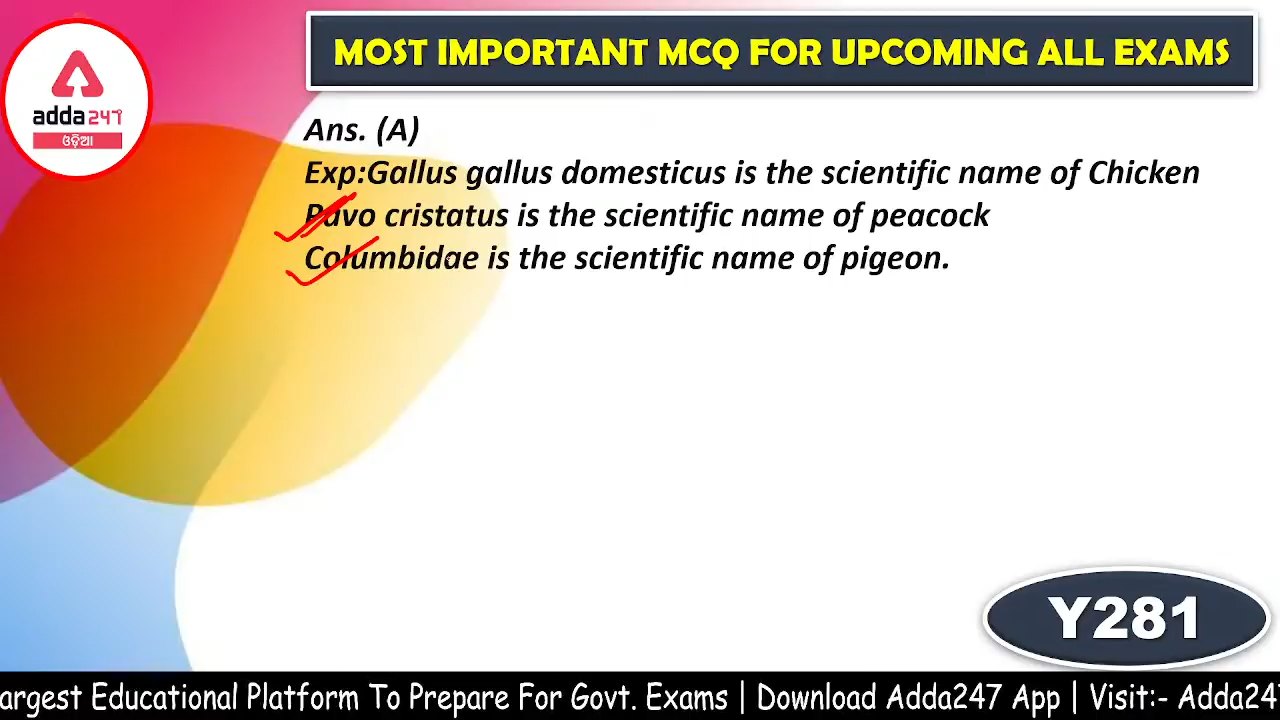 MOST IMPORTANT MCQ FOR UPCOMING ALL EXAMS
adda247
ଓଡ଼ିଆ
Ans. (A)
Exp:Gallus gallus domesticus is the scientific name of Chicken
Pavo cristatus is the scientific name of peacock
Columbidae is the scientific name of pigeon.
Y281
argest Educational Platform To Prepare For Govt. Exams | Download Adda247 App | Visit:- Adda24